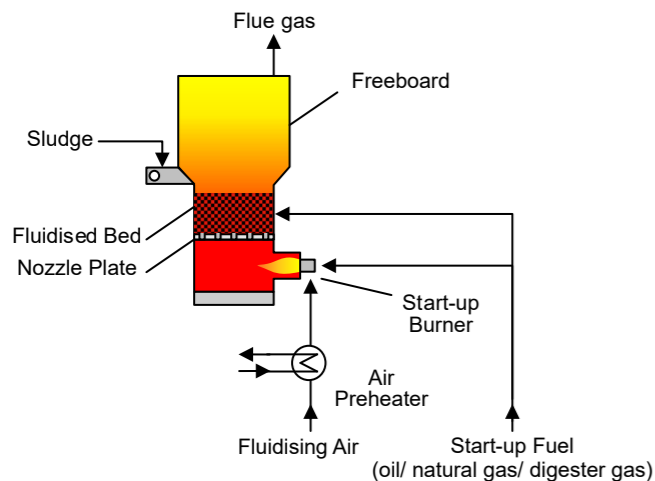 Flue gas
Freeboard
Sludge
Fluidised Bed
Nozzle Plate
Start-up
Burner
Air
Preheater
Fluidising Air
Start-up Fuel
(oil/ natural gas/ digester gas)